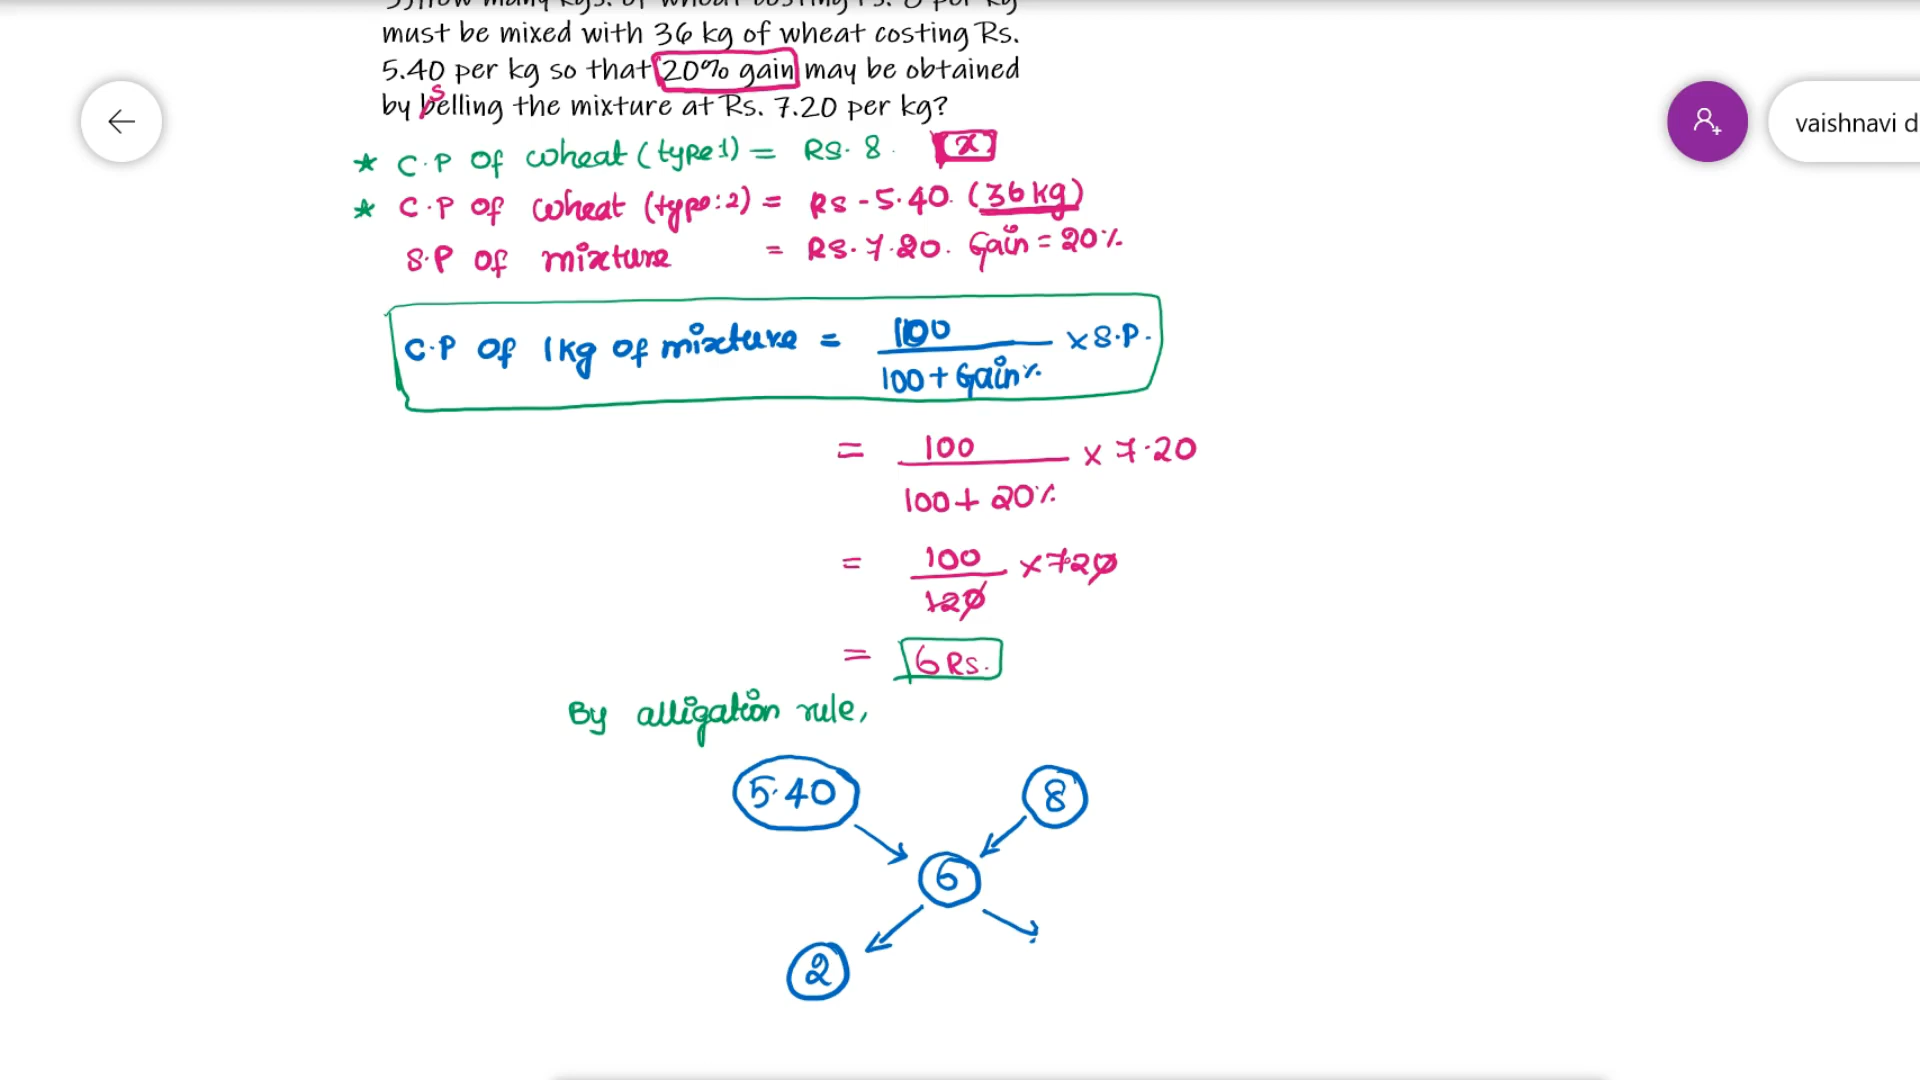 must be mixed with 36 kg of wheat costing Rs.
5.40 per kg so that 20% gain may be obtained
by selling the mixture at Rs. 7.20 per kg?
vaishnavi d
* C.P of wheat (type:1) = Rs. 8. (x)
* C.P of wheat (type:2) = Rs - 5.40. (36 kg)
S.P of mixture = Rs. 7.20. Gain = 20%
C.P of 1kg of mixture = 100 / 100 + Gain% × S.P.
= 100 / 100 + 20% × 7.20
= 100 / 120 × 720
= 6 Rs.
By alligation rule,
5.40 8
6
2